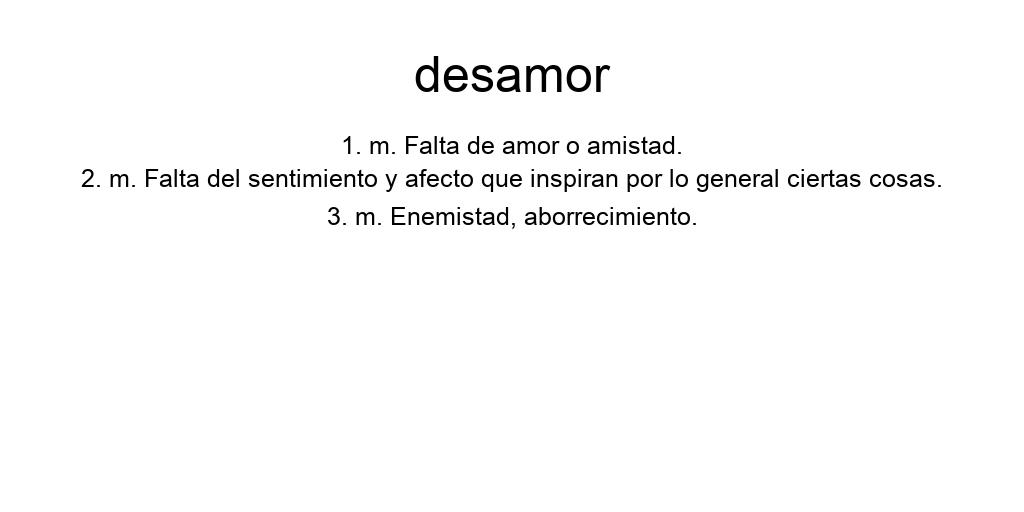 desamor
1. m. Falta de amor o amistad.
2. m. Falta del sentimiento y afecto que inspiran por lo general ciertas cosas.
3. m. Enemistad, aborrecimiento.